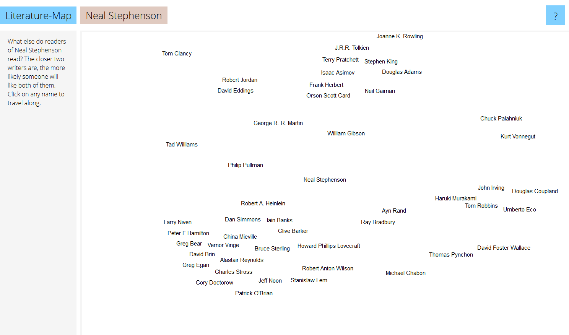 Literature-Map
Neal Stephenson
?
What else do readers
of Neal Stephenson
read? The closer two
writers are, the more
likely someone will
like both of them.
Click on any name to
travel along.
Joanne K. Rowling
J.R.R. Tolkien
Tom Clancy
Terry Pratchett
Stephen King
Isaac Asimov
Douglas Adams
Robert Jordan
Frank Herbert
David Eddings
Neil Gaiman
Orson Scott Card
Chuck Palahniuk
George R. R. Martin
William Gibson
Kurt Vonnegut
Tad Williams
Philip Pullman
Neal Stephenson
John Irving
Douglas Coupland
Haruki Murakami
Robert A. Heinlein
Tom Robbins
Umberto Eco
Ayn Rand
Dan Simmons
Iain Banks
Larry Niven
Ray Bradbury
Clive Barker
Peter F. Hamilton
China Mieville
Greg Bear
Vernor Vinge
Howard Phillips Lovecraft
Bruce Sterling
David Foster Wallace
David Brin
Thomas Pynchon
Alastair Reynolds
Greg Egan
Robert Anton Wilson
Charles Stross
Michael Chabon
Jeff Noon
Stanislaw Lem
Cory Doctorow
Patrick O'Brian